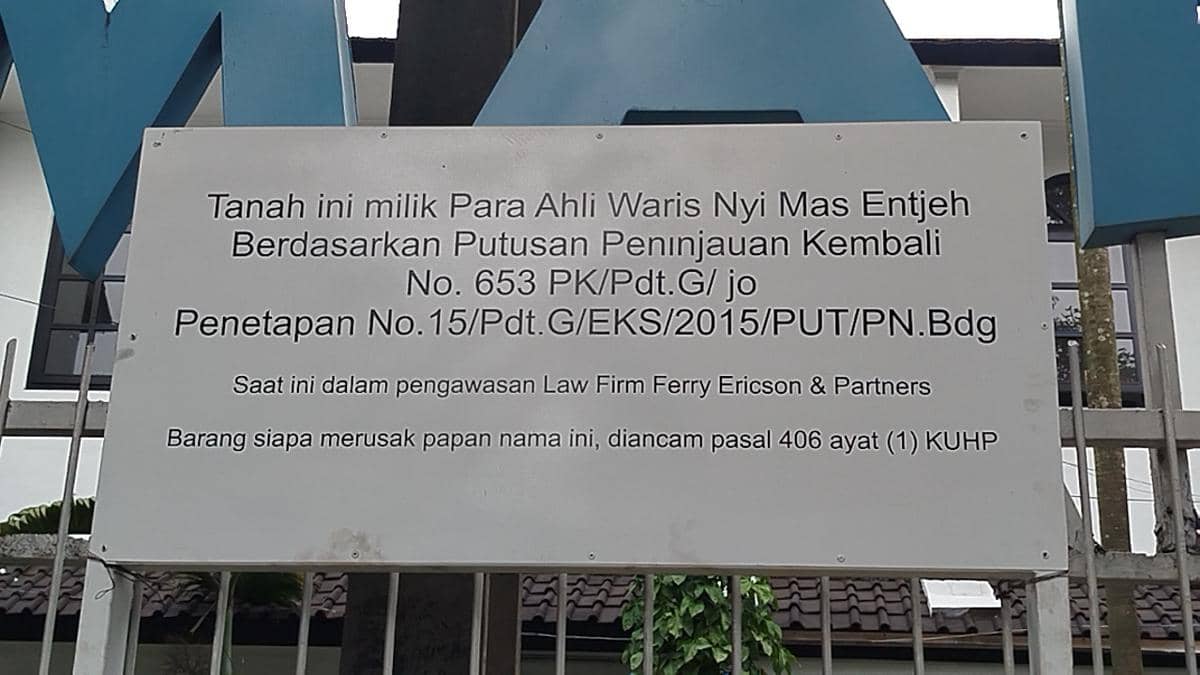 Tanah ini milik Para Ahli Waris Nyi Mas Entjeh
Berdasarkan Putusan Peninjauan Kembali
No. 653 PK/Pdt.G/ jo
Penetapan No.15/Pdt.G/EKS/2015/PUT/PN.Bdg
Saat ini dalam pengawasan Law Firm Ferry Ericson & Partners
Barang siapa merusak papan nama ini, diancam pasal 406 ayat (1) KUHP